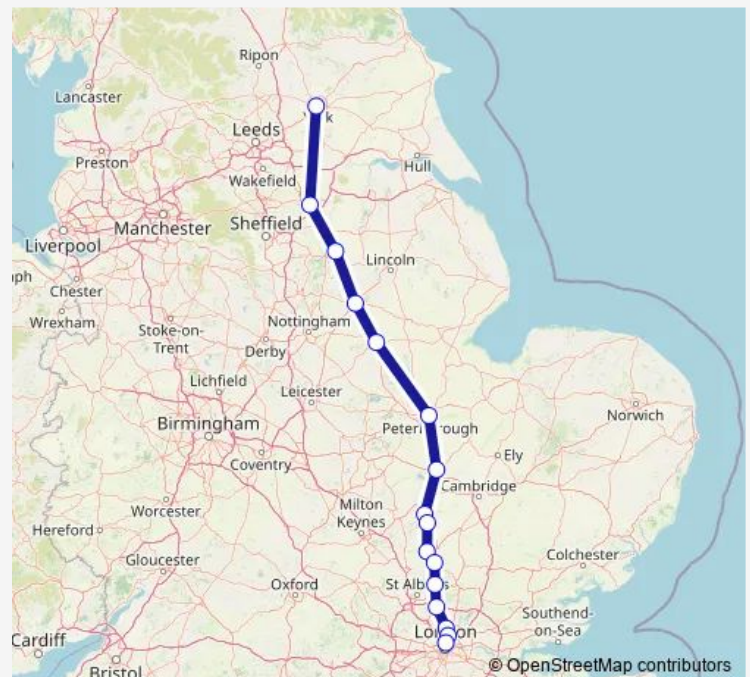 Ripon
Lancaster
Leeds
Preston
Hull
Wakefield
Manchester
Sheffield
Liverpool
Lincoln
Chester
Wrexham
Stoke-on-
Trent
Nottingham
Derby
Lichfield
Leicester
Norwich
Birmingham
Ely
Coventry
Cambridge
Worcester
Milton
Keynes
Hereford
Colchester
Gloucester
Oxford
Southend-
on-Sea
Cardiff
Bristol
© OpenStreetMap contributors